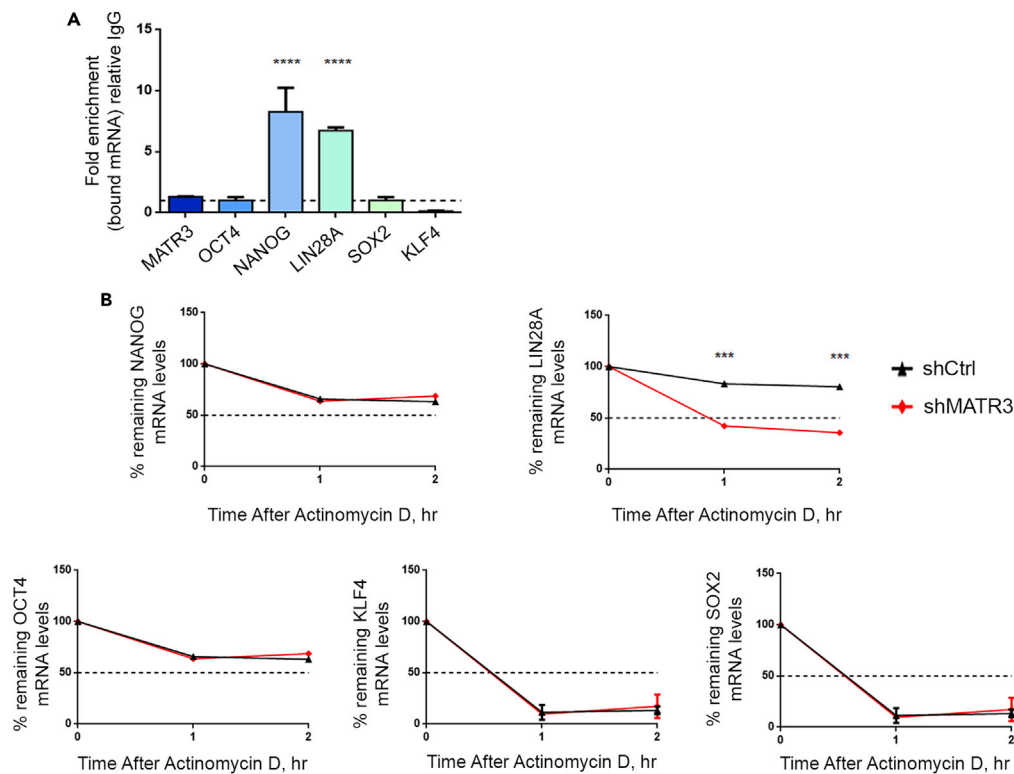 A
Fold enrichment
(bound mRNA) relative IgG
15
10
5
0
**** ****
MATR3 OCT4 NANOG LIN28A SOX2 KLF4
B
% remaining NANOG
mRNA levels
150
100
50
0
0 1 2
Time After Actinomycin D, hr
% remaining LIN28A
mRNA levels
150
100
50
0
*** ***
0 1 2
Time After Actinomycin D, hr
shCtrl
shMATR3
% remaining OCT4
mRNA levels
150
100
50
0
0 1 2
Time After Actinomycin D, hr
% remaining KLF4
mRNA levels
150
100
50
0
0 1 2
Time After Actinomycin D, hr
% remaining SOX2
mRNA levels
150
100
50
0
0 1 2
Time After Actinomycin D, hr